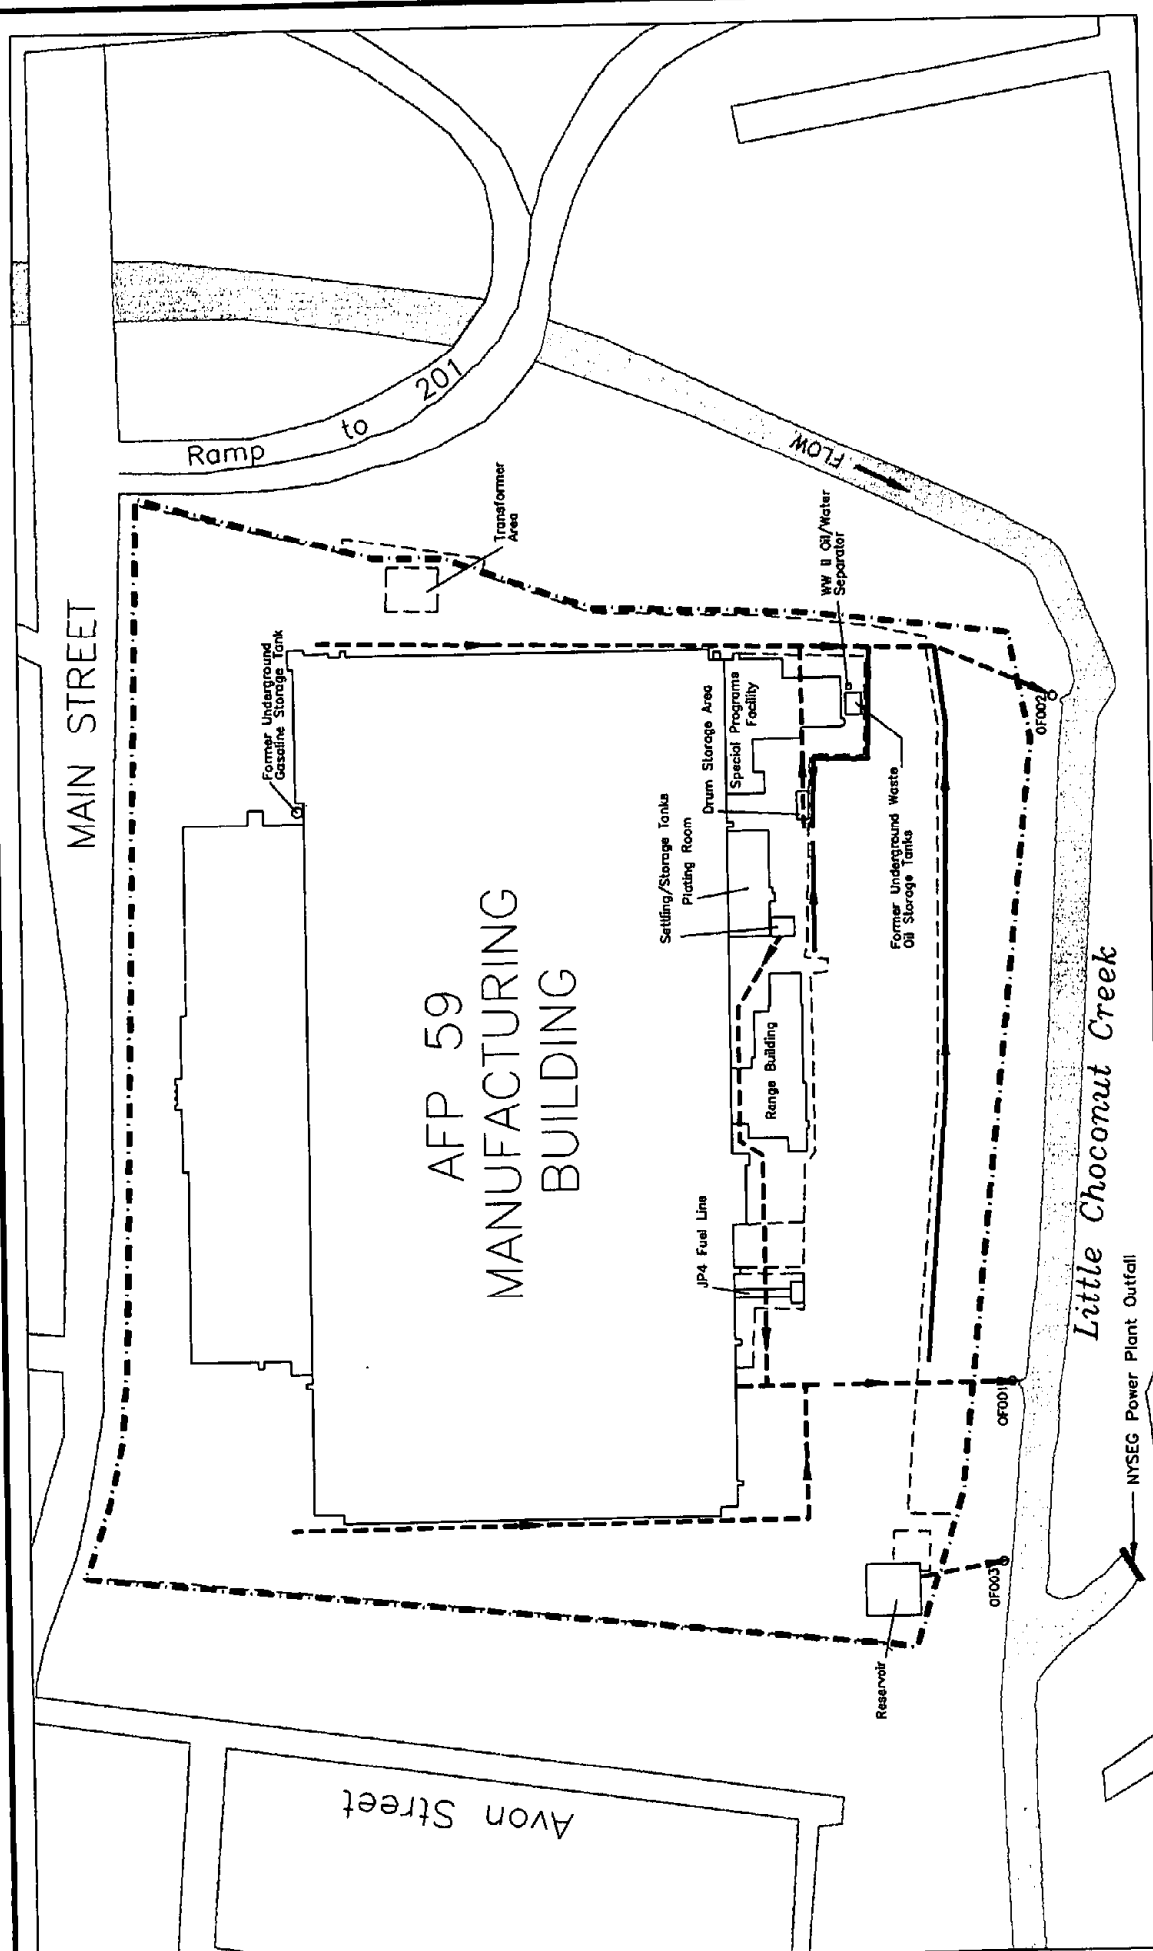 MAIN STREET
Ramp
to
201
FLOW
Transformer
Area
Former Underground
Gasoline Storage Tank
WW II Oil/Water
Separator
Special Programs
Facility
Drum Storage Area
Settling/Storage Tanks
Plating Room
Former Underground Waste
Oil Storage Tanks
AFP 59
MANUFACTURING
BUILDING
Range Building
JP4 Fuel Line
OF002
OF001
OF003
Reservoir
Little Choconut Creek
NYSEG Power Plant Outfall
Avon Street